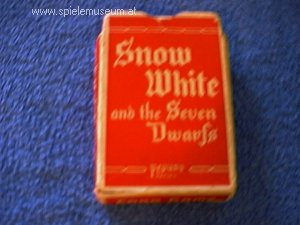 www.spielemuseum.at
Snow
White
and the Seven
Dwarfs